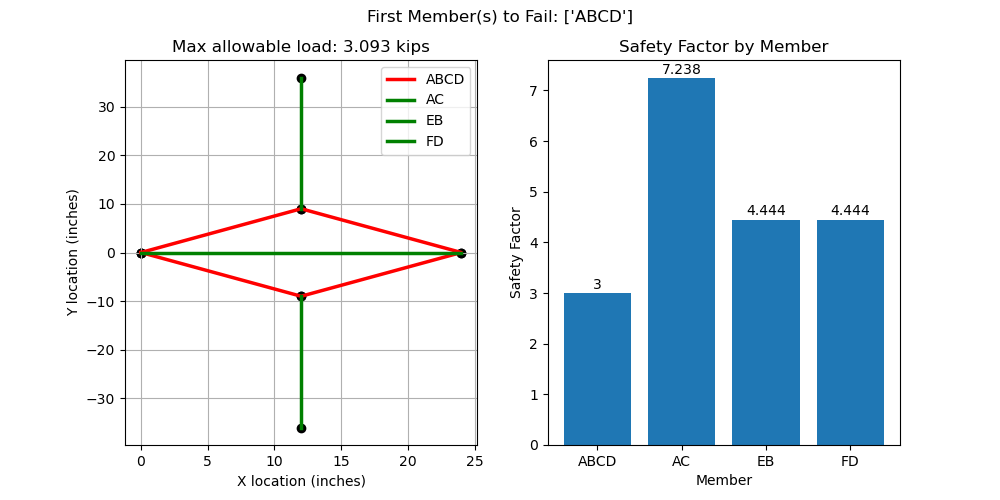 First Member(s) to Fail: ['ABCD']
Max allowable load: 3.093 kips
30
20
10
0
−10
−20
−30
Y location (inches)
0 5 10 15 20 25
X location (inches)
ABCD
AC
EB
FD
Safety Factor by Member
7
6
5
4
3
2
1
0
Safety Factor
3
7.238
4.444
4.444
ABCD AC EB FD
Member